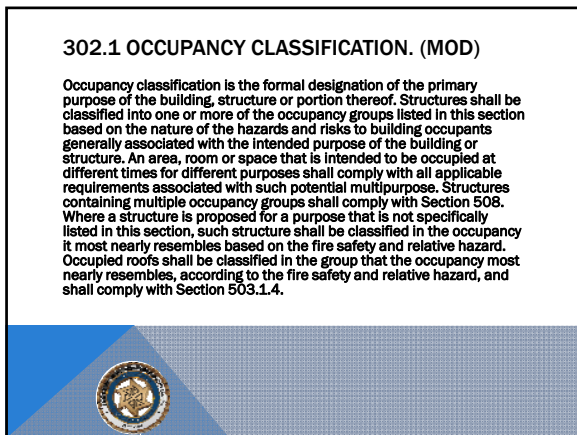 302.1 OCCUPANCY CLASSIFICATION. (MOD)
Occupancy classification is the formal designation of the primary
purpose of the building, structure or portion thereof. Structures shall be
classified into one or more of the occupancy groups listed in this section
based on the nature of the hazards and risks to building occupants
generally associated with the intended purpose of the building or
structure. An area, room or space that is intended to be occupied at
different times for different purposes shall comply with all applicable
requirements associated with such potential multipurpose. Structures
containing multiple occupancy groups shall comply with Section 508.
Where a structure is proposed for a purpose that is not specifically
listed in this section, such structure shall be classified in the occupancy
it most nearly resembles based on the fire safety and relative hazard.
Occupied roofs shall be classified in the group that the occupancy most
nearly resembles, according to the fire safety and relative hazard, and
shall comply with Section 503.1.4.